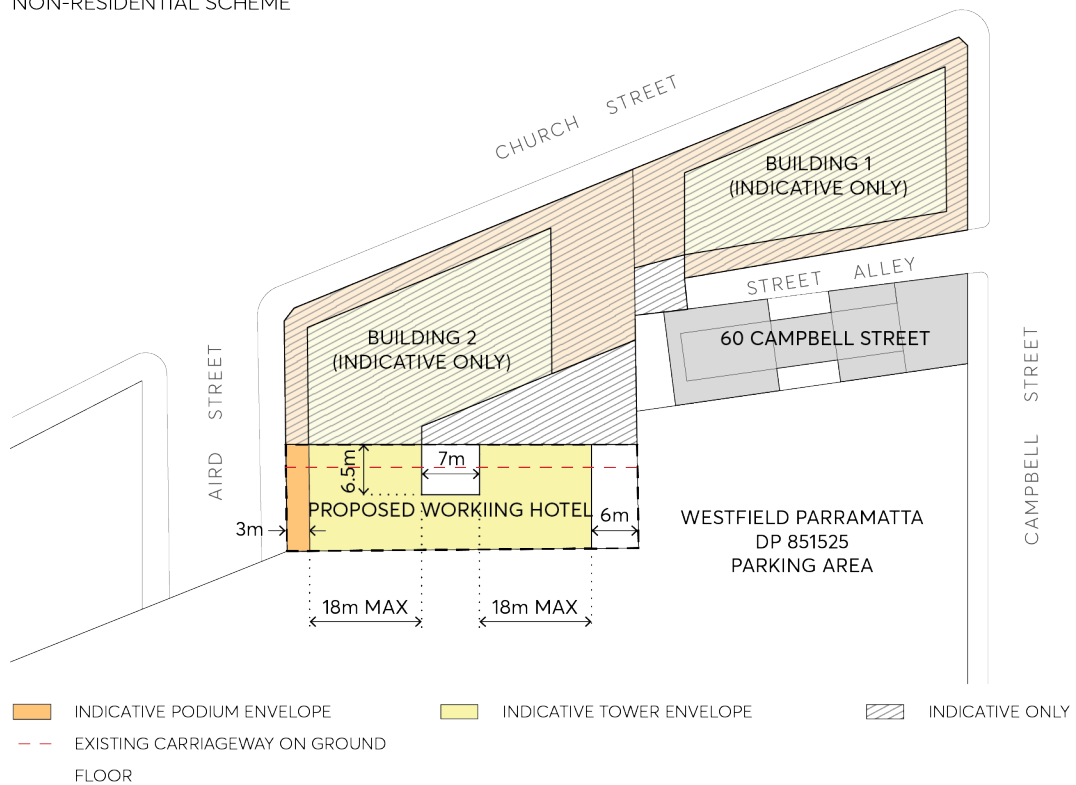 NON-RESIDENTIAL SCHEME
CHURCH STREET
BUILDING 1
(INDICATIVE ONLY)
STREET ALLEY
BUILDING 2
(INDICATIVE ONLY)
60 CAMPBELL STREET
AIRD STREET
CAMPBELL STREET
6.5m
7m
PROPOSED WORKIING HOTEL
3m
6m
WESTFIELD PARRAMATTA
DP 851525
PARKING AREA
18m MAX
18m MAX
INDICATIVE PODIUM ENVELOPE
INDICATIVE TOWER ENVELOPE
INDICATIVE ONLY
EXISTING CARRIAGEWAY ON GROUND
FLOOR